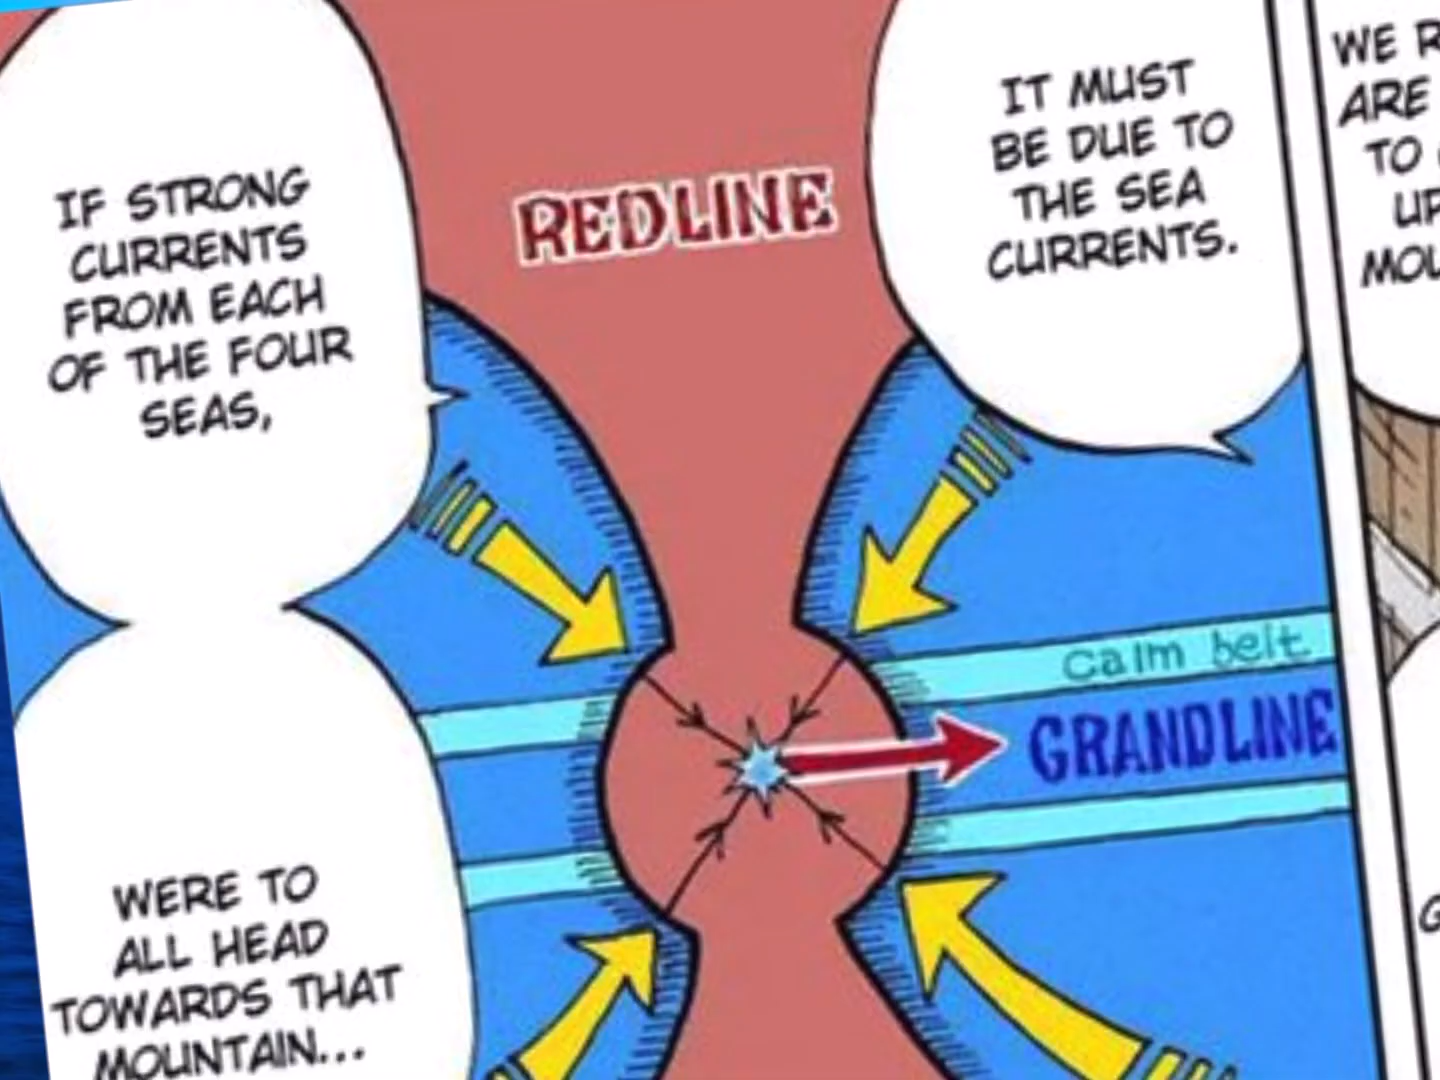 IF STRONG
CURRENTS
FROM EACH
OF THE FOUR
SEAS,
REDLINE
IT MUST
BE DUE TO
THE SEA
CURRENTS.
WE
ARE
TO
calm belt
GRANDLINE
WERE TO
ALL HEAD
TOWARDS THAT
MOUNTAIN...